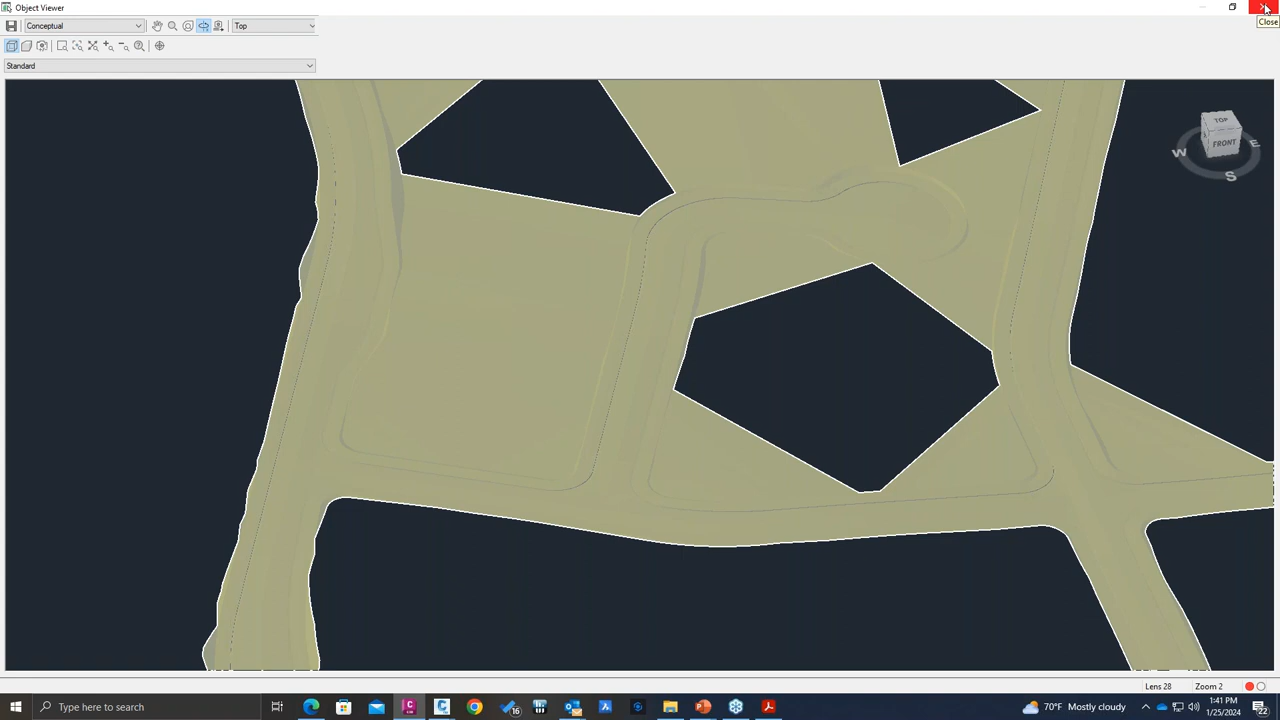 Object Viewer
Close
Conceptual
Top
Standard
TOP
FRONT
W
E
S
Lens 28
Zoom 2
Type here to search
16
70°F Mostly cloudy
1:41 PM
1/25/2024
22